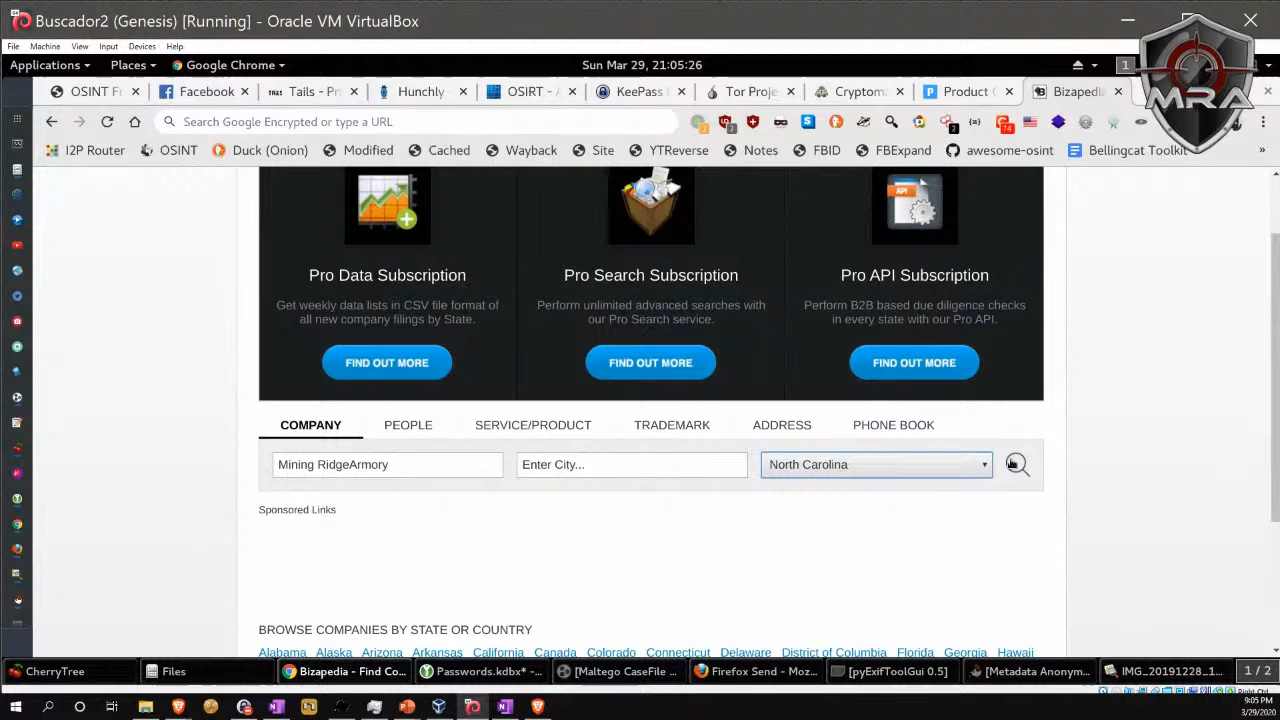 Buscador2 (Genesis) [Running] - Oracle VM VirtualBox
File Machine View Input Devices Help
Applications Places Google Chrome Sun Mar 29, 21:05:26 1
OSINT Fr Facebook Tails - Pri Hunchly - OSIRT - A KeePass Tor Proje Cryptoma Product Bizapedia
Search Google Encrypted or type a URL
I2P Router OSINT Duck (Onion) Modified Cached Wayback Site YTReverse Notes FBID FBExpand awesome-osint Bellingcat Toolkit »
MRA
API
Pro Data Subscription Pro Search Subscription Pro API Subscription
Get weekly data lists in CSV file format of Perform unlimited advanced searches with Perform B2B based due diligence checks
all new company filings by State. our Pro Search service. in every state with our Pro API.
FIND OUT MORE FIND OUT MORE FIND OUT MORE
COMPANY PEOPLE SERVICE/PRODUCT TRADEMARK ADDRESS PHONE BOOK
Mining RidgeArmory Enter City... North Carolina
Sponsored Links
BROWSE COMPANIES BY STATE OR COUNTRY
Alabama Alaska Arizona Arkansas California Canada Colorado Connecticut Delaware District of Columbia Florida Georgia Hawaii
CherryTree Files Bizapedia - Find Co... Passwords.kdbx* -... [Maltego CaseFile ... Firefox Send - Moz... [pyExifToolGui 0.5] [Metadata Anonym... IMG_20191228_1... 1 / 2
Right Ctrl
9:05 PM
3/29/2020